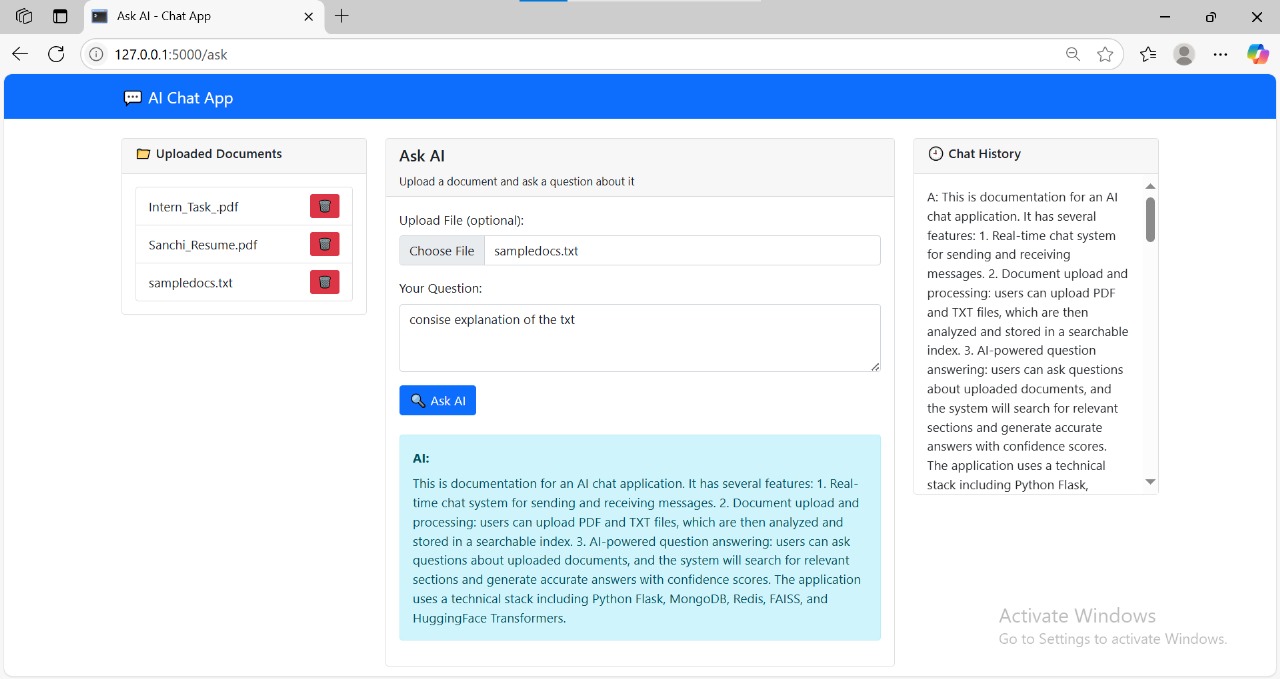 Ask AI - Chat App
127.0.0.1:5000/ask
AI Chat App
Uploaded Documents
Intern_Task_.pdf
Sanchi_Resume.pdf
sampledocs.txt
Ask AI
Upload a document and ask a question about it
Upload File (optional):
Choose File sampledocs.txt
Your Question:
consise explanation of the txt
Ask AI
AI:
This is documentation for an AI chat application. It has several features: 1. Real-
time chat system for sending and receiving messages. 2. Document upload and
processing: users can upload PDF and TXT files, which are then analyzed and
stored in a searchable index. 3. AI-powered question answering: users can ask
questions about uploaded documents, and the system will search for relevant
sections and generate accurate answers with confidence scores. The application
uses a technical stack including Python Flask, MongoDB, Redis, FAISS, and
HuggingFace Transformers.
Chat History
A: This is documentation for an AI
chat application. It has several
features: 1. Real-time chat system
for sending and receiving
messages. 2. Document upload and
processing: users can upload PDF
and TXT files, which are then
analyzed and stored in a searchable
index. 3. AI-powered question
answering: users can ask questions
about uploaded documents, and
the system will search for relevant
sections and generate accurate
answers with confidence scores.
The application uses a technical
stack including Python Flask,
Activate Windows
Go to Settings to activate Windows.